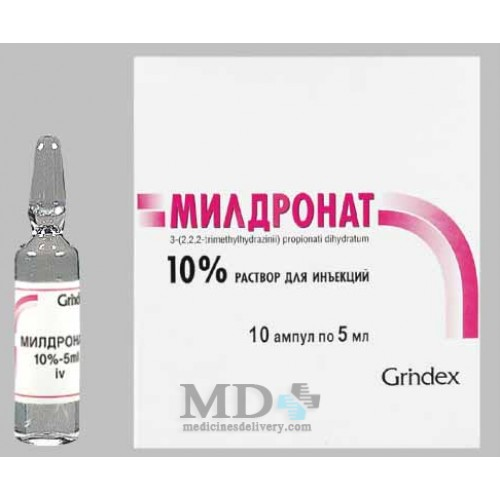 МИЛДРОНАТ
3-(2,2,2-trimethylhydrazinii) propionati dihydratum
10% РАСТВОР ДЛЯ ИНЪЕКЦИЙ
10 ампул по 5 мл
Grindex
Grindex
МИЛДРОНАТ
10%-5ml
iv
MD
medicinesdelivery.com